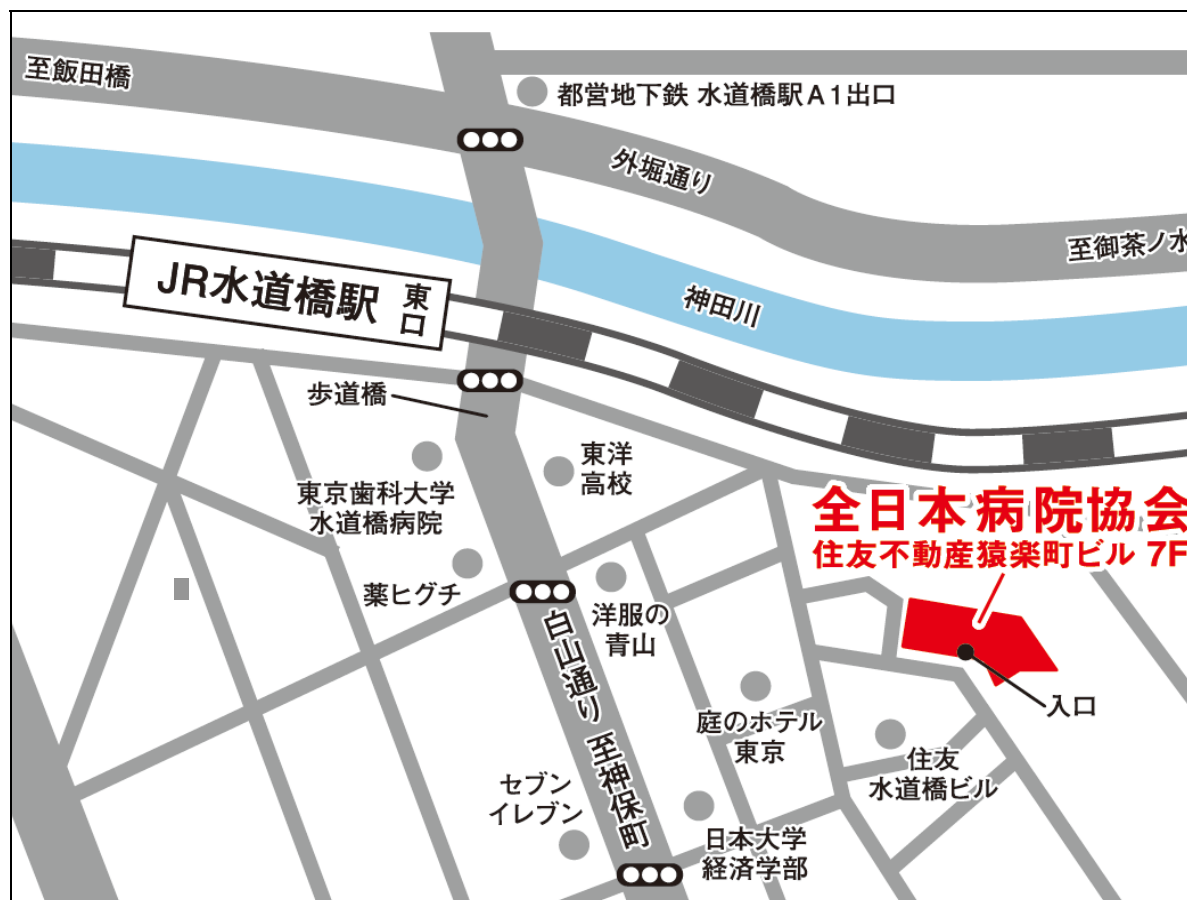 至飯田橋
都営地下鉄 水道橋駅A1出口
外堀通り
至御茶ノ水
神田川
JR水道橋駅
東口
歩道橋
東洋
高校
東京歯科大学
水道橋病院
全日本病院協会
住友不動産猿楽町ビル 7F
薬ヒグチ
洋服の
青山
白山通り 至神保町
入口
庭のホテル
東京
住友
水道橋ビル
セブン
イレブン
日本大学
経済学部